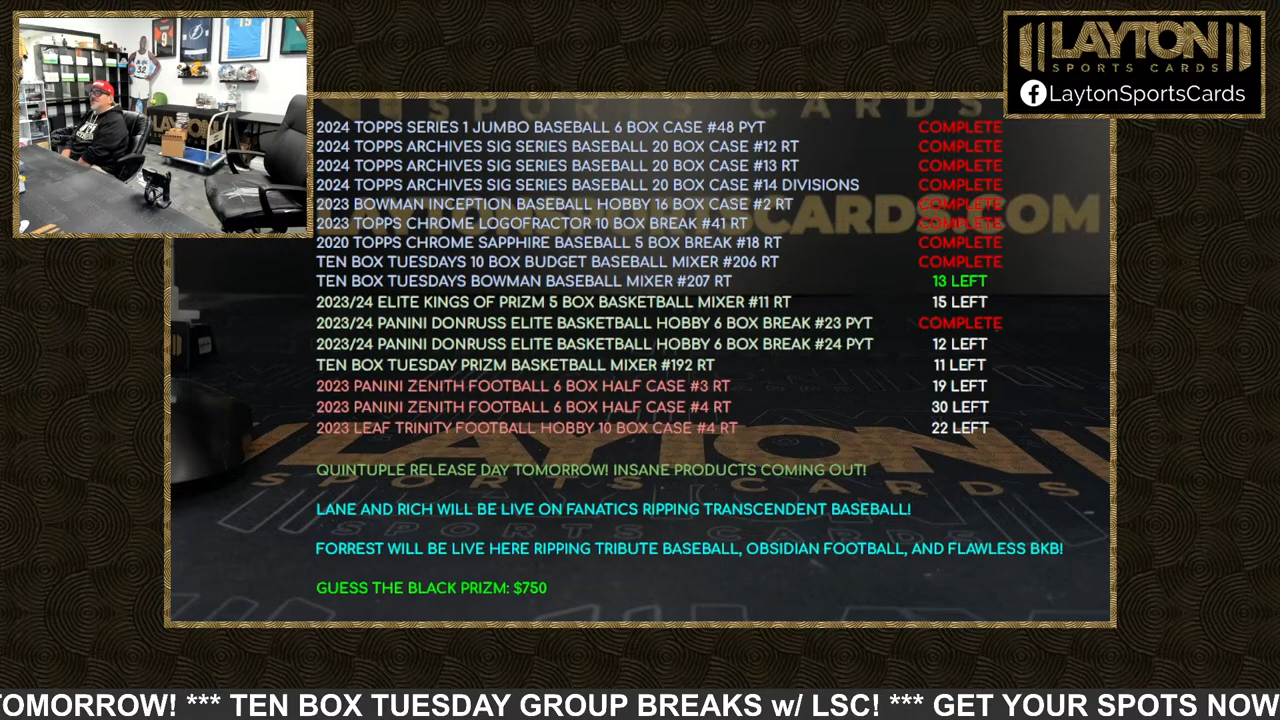 LAYTON
SPORTS CARDS
LaytonSportsCards
SPORTS CARDS
2024 TOPPS SERIES 1 JUMBO BASEBALL 6 BOX CASE #48 PYT COMPLETE
2024 TOPPS ARCHIVES SIG SERIES BASEBALL 20 BOX CASE #12 RT COMPLETE
2024 TOPPS ARCHIVES SIG SERIES BASEBALL 20 BOX CASE #13 RT COMPLETE
2024 TOPPS ARCHIVES SIG SERIES BASEBALL 20 BOX CASE #14 DIVISIONS COMPLETE
2023 BOWMAN INCEPTION BASEBALL HOBBY 16 BOX CASE #2 RT COMPLETE
CARDS.COM
2023 TOPPS CHROME LOGOFRACTOR 10 BOX BREAK #41 RT COMPLETE
2020 TOPPS CHROME SAPPHIRE BASEBALL 5 BOX BREAK #18 RT COMPLETE
TEN BOX TUESDAYS 10 BOX BUDGET BASEBALL MIXER #206 RT COMPLETE
TEN BOX TUESDAYS BOWMAN BASEBALL MIXER #207 RT 13 LEFT
2023/24 ELITE KINGS OF PRIZM 5 BOX BASKETBALL MIXER #11 RT 15 LEFT
2023/24 PANINI DONRUSS ELITE BASKETBALL HOBBY 6 BOX BREAK #23 PYT COMPLETE
2023/24 PANINI DONRUSS ELITE BASKETBALL HOBBY 6 BOX BREAK #24 PYT 12 LEFT
TEN BOX TUESDAY PRIZM BASKETBALL MIXER #192 RT 11 LEFT
2023 PANINI ZENITH FOOTBALL 6 BOX HALF CASE #3 RT 19 LEFT
2023 PANINI ZENITH FOOTBALL 6 BOX HALF CASE #4 RT 30 LEFT
2023 LEAF TRINITY FOOTBALL HOBBY 10 BOX CASE #4 RT 22 LEFT
LAYTON
SPORTS CARDS
QUINTUPLE RELEASE DAY TOMORROW! INSANE PRODUCTS COMING OUT!
LANE AND RICH WILL BE LIVE ON FANATICS RIPPING TRANSCENDENT BASEBALL!
FORREST WILL BE LIVE HERE RIPPING TRIBUTE BASEBALL, OBSIDIAN FOOTBALL, AND FLAWLESS BKB!
GUESS THE BLACK PRIZM: $750
TOMORROW! *** TEN BOX TUESDAY GROUP BREAKS w/ LSC! *** GET YOUR SPOTS NOW